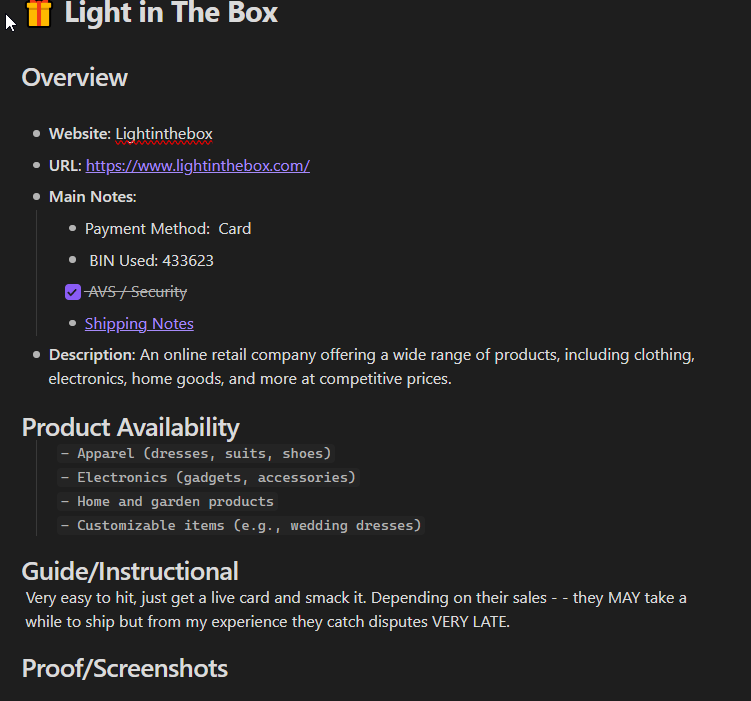 🎁 Light in The Box
Overview
Website: Lightinthebox
URL: https://www.lightinthebox.com/
Main Notes:
Payment Method: Card
BIN Used: 433623
AVS / Security
Shipping Notes
Description: An online retail company offering a wide range of products, including clothing,
electronics, home goods, and more at competitive prices.
Product Availability
- Apparel (dresses, suits, shoes)
- Electronics (gadgets, accessories)
- Home and garden products
- Customizable items (e.g., wedding dresses)
Guide/Instructional
Very easy to hit, just get a live card and smack it. Depending on their sales - - they MAY take a
while to ship but from my experience they catch disputes VERY LATE.
Proof/Screenshots